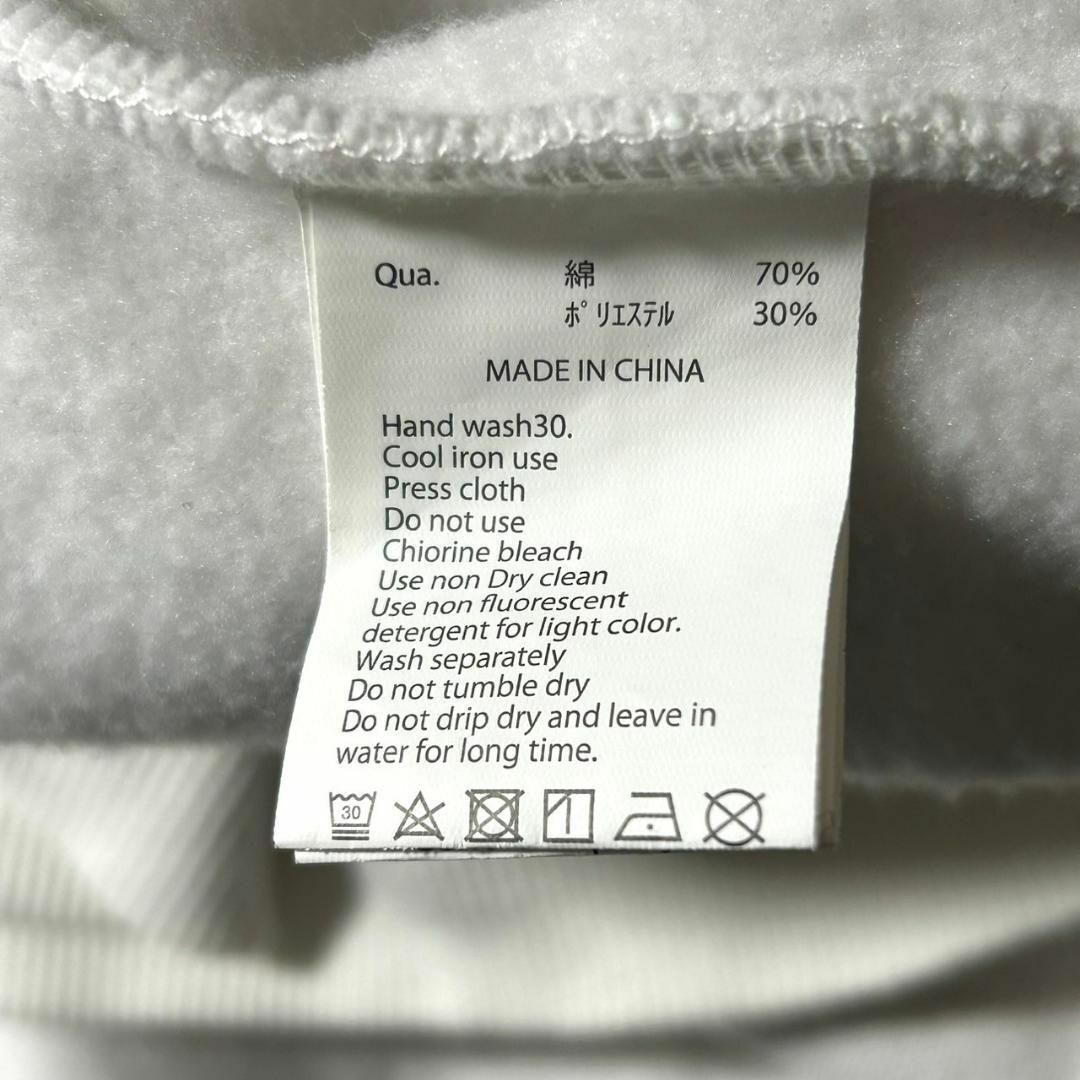 Qua. 綿 70%
ﾎﾟﾘｴｽﾃﾙ 30%
MADE IN CHINA
Hand wash30.
Cool iron use
Press cloth
Do not use
Chiorine bleach
Use non Dry clean
Use non fluorescent
detergent for light color.
Wash separately
Do not tumble dry
Do not drip dry and leave in
water for long time.
30